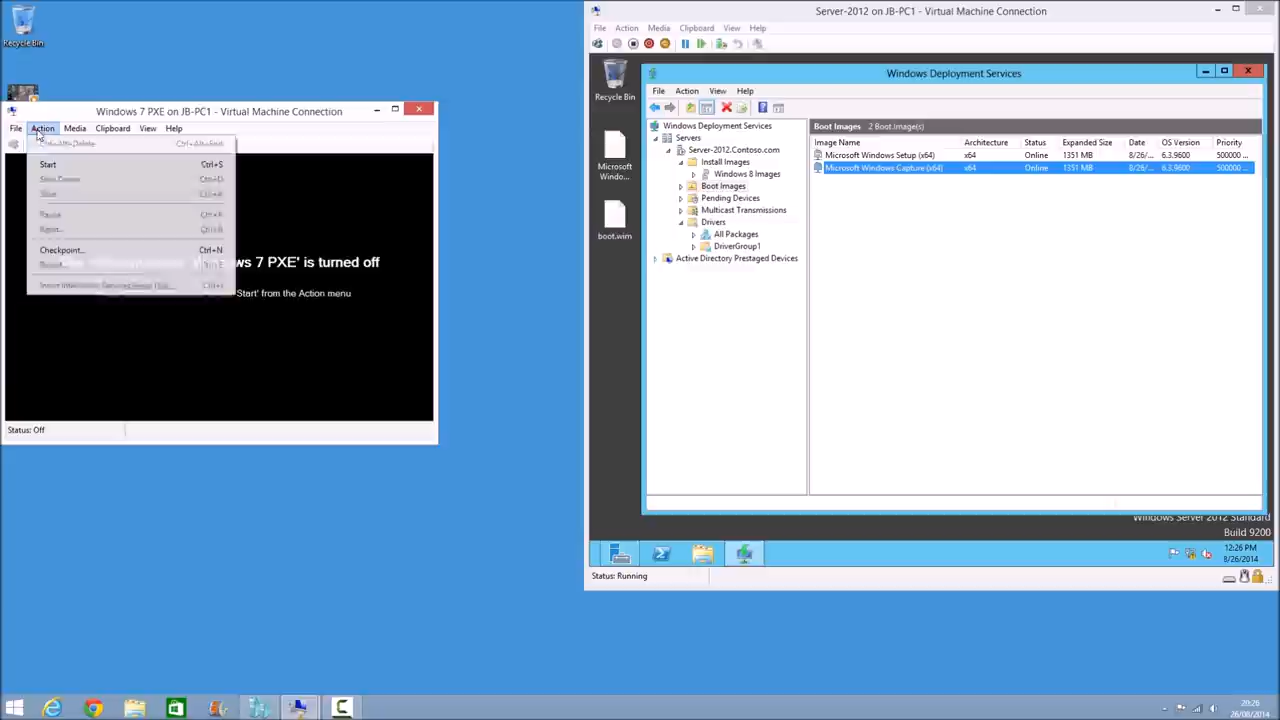 Recycle Bin
Windows 7 PXE on JB-PC1 - Virtual Machine Connection
File Action Media Clipboard View Help
Start Ctrl+S
Checkpoint... Ctrl+N
ws 7 PXE' is turned off
Start' from the Action menu
Status: Off
Server-2012 on JB-PC1 - Virtual Machine Connection
File Action Media Clipboard View Help
Recycle Bin
Microsoft
Windo...
boot.wim
Windows Deployment Services
File Action View Help
Windows Deployment Services
Servers
Server-2012.Contoso.com
Install Images
Windows 8 Images
Boot Images
Pending Devices
Multicast Transmissions
Drivers
All Packages
DriverGroup1
Active Directory Prestaged Devices
Boot Images 2 Boot Image(s)
Image Name Architecture Status Expanded Size Date OS Version Priority
Microsoft Windows Setup (x64) x64 Online 1351 MB 8/26/... 6.3.9600 500000 ...
Microsoft Windows Capture (x64) x64 Online 1351 MB 8/26/... 6.3.9600 500000 ...
Windows Server 2012 Standard
Build 9200
12:26 PM
8/26/2014
Status: Running
20:26
26/08/2014